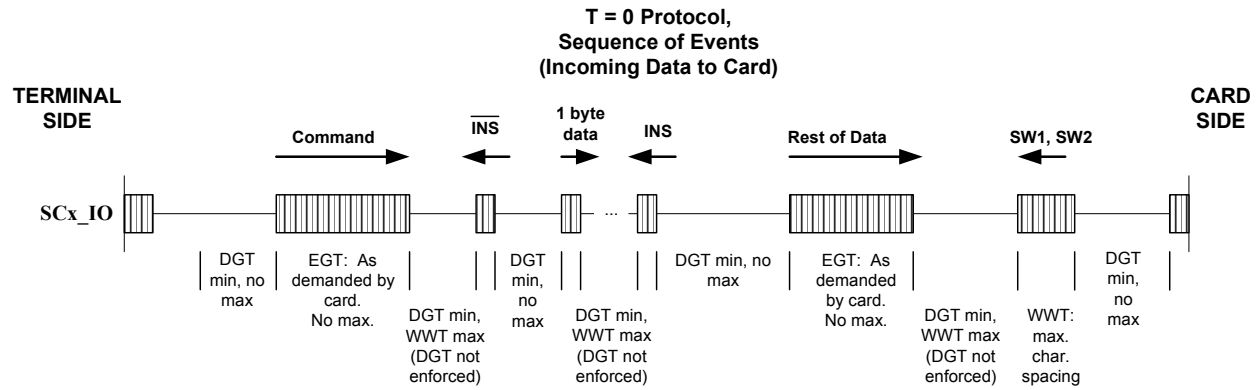 T = 0 Protocol,
Sequence of Events
(Incoming Data to Card)
TERMINAL
SIDE
CARD
SIDE
Command
INS
1 byte
data
INS
Rest of Data
SW1, SW2
SCx_IO
...
DGT
min, no
max
EGT: As
demanded by
card.
No max.
DGT min,
WWT max
(DGT not
enforced)
DGT
min,
no
max
DGT min,
WWT max
(DGT not
enforced)
DGT min, no
max
EGT: As
demanded
by card.
No max.
DGT min,
WWT max
(DGT not
enforced)
WWT:
max.
char.
spacing
DGT
min,
no
max